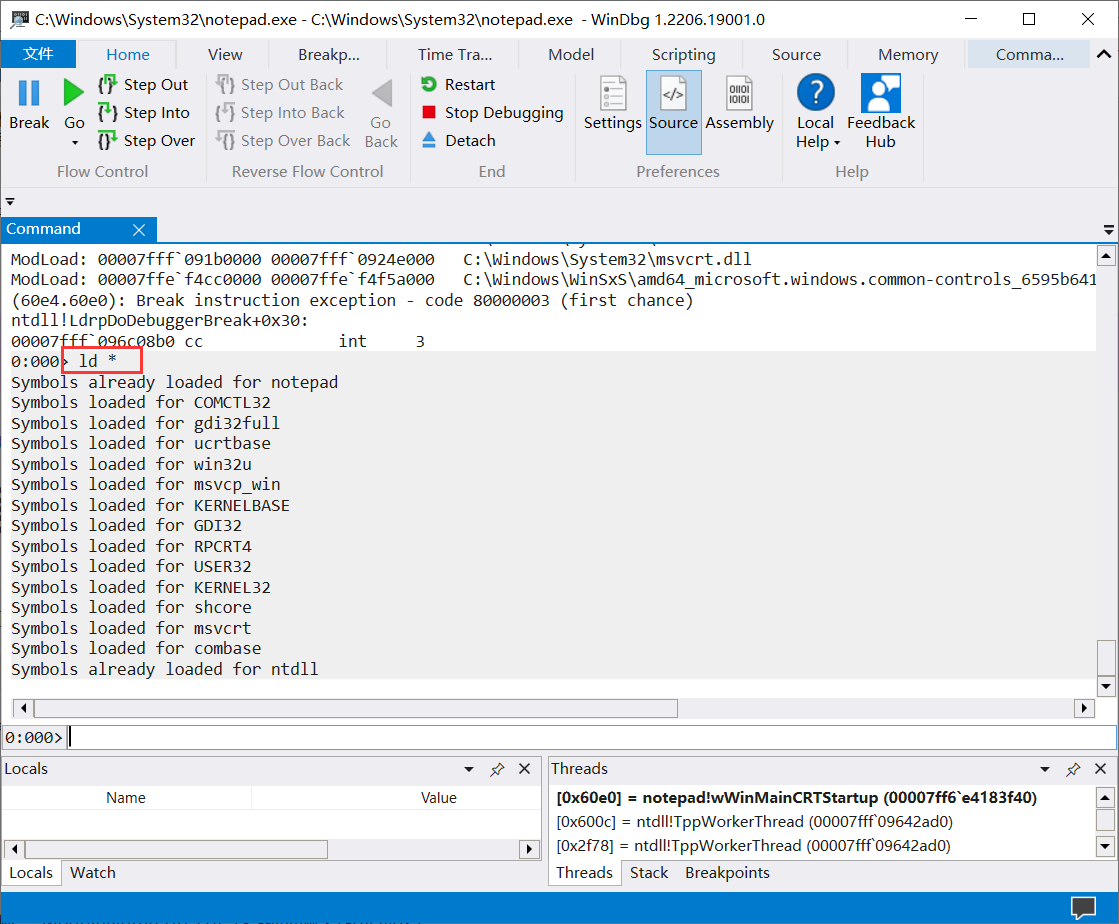 C:\Windows\System32\notepad.exe - C:\Windows\System32\notepad.exe - WinDbg 1.2206.19001.0
文件 Home View Breakp... Time Tra... Model Scripting Source Memory Comma...
Step Out Step Out Back Restart
Step Into Step Into Back Stop Debugging
Break Go Go Back Settings Source Assembly Local Help Feedback Hub
Step Over Step Over Back Detach
Flow Control Reverse Flow Control End Preferences Help
Command
ModLoad: 00007fff`091b0000 00007fff`0924e000 C:\Windows\System32\msvcrt.dll
ModLoad: 00007ffe`f4cc0000 00007ffe`f4f5a000 C:\Windows\WinSxS\amd64_microsoft.windows.common-controls_6595b641
(60e4.60e0): Break instruction exception - code 80000003 (first chance)
ntdll!LdrpDoDebuggerBreak+0x30:
00007fff`096c08b0 cc int 3
0:000> ld *
Symbols already loaded for notepad
Symbols loaded for COMCTL32
Symbols loaded for gdi32full
Symbols loaded for ucrtbase
Symbols loaded for win32u
Symbols loaded for msvcp_win
Symbols loaded for KERNELBASE
Symbols loaded for GDI32
Symbols loaded for RPCRT4
Symbols loaded for USER32
Symbols loaded for KERNEL32
Symbols loaded for shcore
Symbols loaded for msvcrt
Symbols loaded for combase
Symbols already loaded for ntdll
0:000>
Locals
Name Value
Locals Watch
Threads
[0x60e0] = notepad!wWinMainCRTStartup (00007ff6`e4183f40)
[0x600c] = ntdll!TppWorkerThread (00007fff`09642ad0)
[0x2f78] = ntdll!TppWorkerThread (00007fff`09642ad0)
Threads Stack Breakpoints